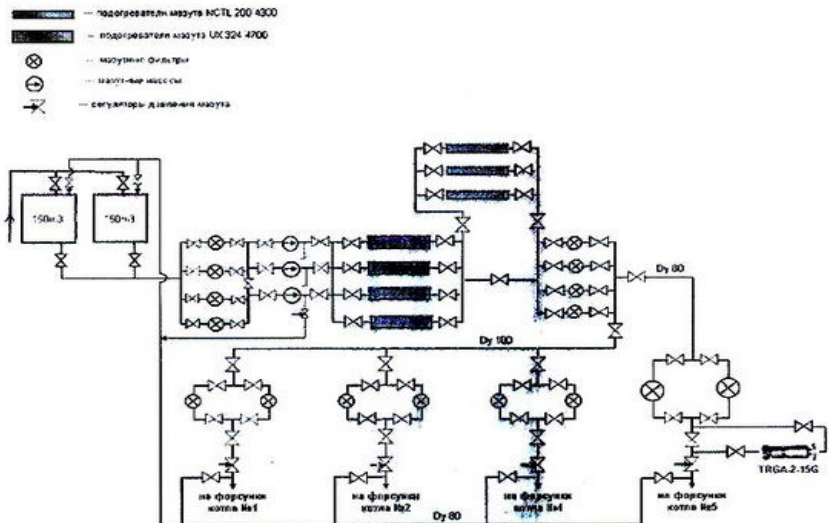 — подогреватели мазута NCTL 200 4300
— подогреватели мазута UX 324 4700
— мазутные фильтры
— мазутные насосы
— регуляторы давления мазута
150м3
150м3
Dy 80
Dy 100
TRGA-2-15G
на форсунки котла №1
на форсунки котла №2
на форсунки котла №4
на форсунки котла №5
Dy 80